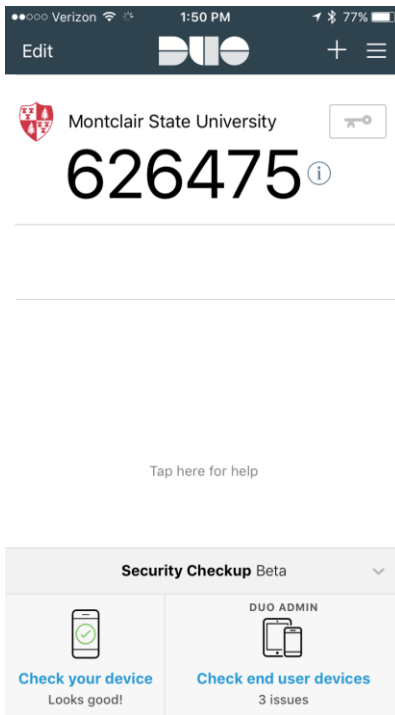 Verizon 1:50 PM 77%
Edit DUO
Montclair State University
626475
Tap here for help
Security Checkup Beta
DUO ADMIN
Check your device Check end user devices
Looks good! 3 issues